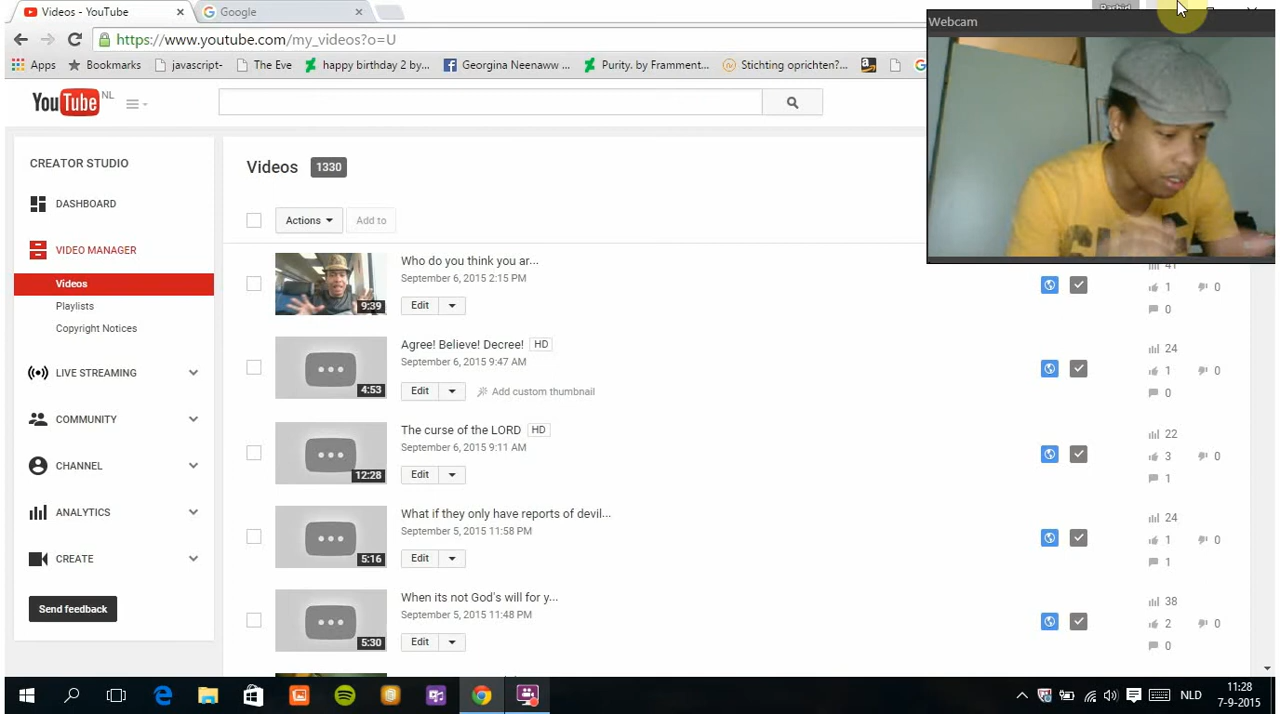 Videos - YouTube
Google
https://www.youtube.com/my_videos?o=U
Apps
Bookmarks
javascript-
The Eve
happy birthday 2 by...
Georgina Neenaww ...
Purity. by Framment...
Stichting oprichten?...
Webcam
YouTube NL
CREATOR STUDIO
DASHBOARD
VIDEO MANAGER
Videos
Playlists
Copyright Notices
LIVE STREAMING
COMMUNITY
CHANNEL
ANALYTICS
CREATE
Send feedback
Videos 1330
Actions
Add to
Who do you think you ar...
September 6, 2015 2:15 PM
9:39
Edit
41
1 0
0
Agree! Believe! Decree! HD
September 6, 2015 9:47 AM
4:53
Edit
Add custom thumbnail
24
1 0
0
The curse of the LORD HD
September 6, 2015 9:11 AM
12:28
Edit
22
3 0
1
What if they only have reports of devil...
September 5, 2015 11:58 PM
5:16
Edit
24
1 0
1
When its not God's will for y...
September 5, 2015 11:48 PM
5:30
Edit
38
2 0
0
NLD
11:28
7-9-2015